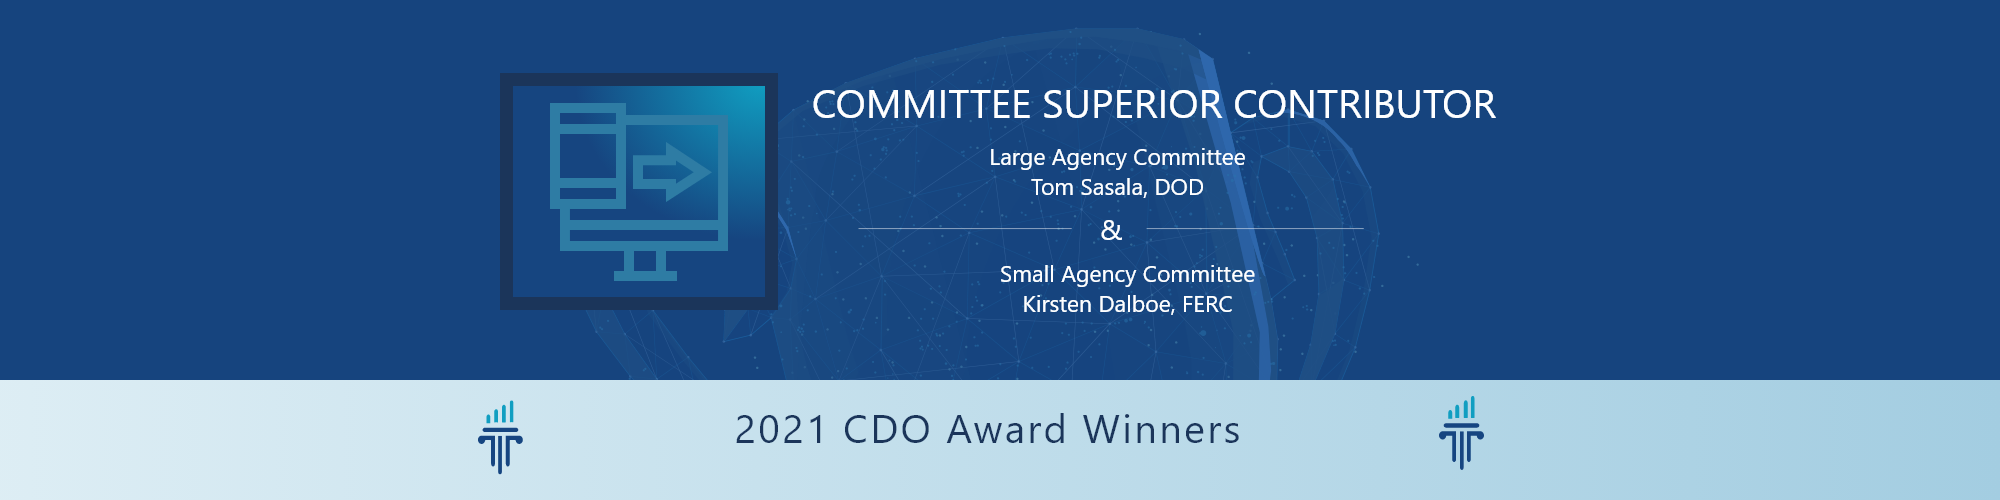 COMMITTEE SUPERIOR CONTRIBUTOR
Large Agency Committee
Tom Sasala, DOD
&
Small Agency Committee
Kirsten Dalboe, FERC
2021 CDO Award Winners